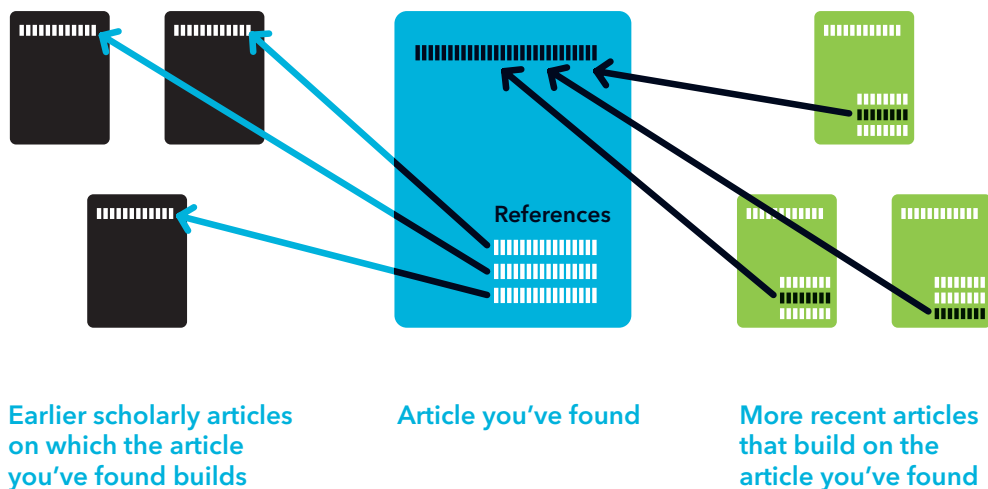 References
Earlier scholarly articles
on which the article
you’ve found builds
Article you’ve found
More recent articles
that build on the
article you’ve found